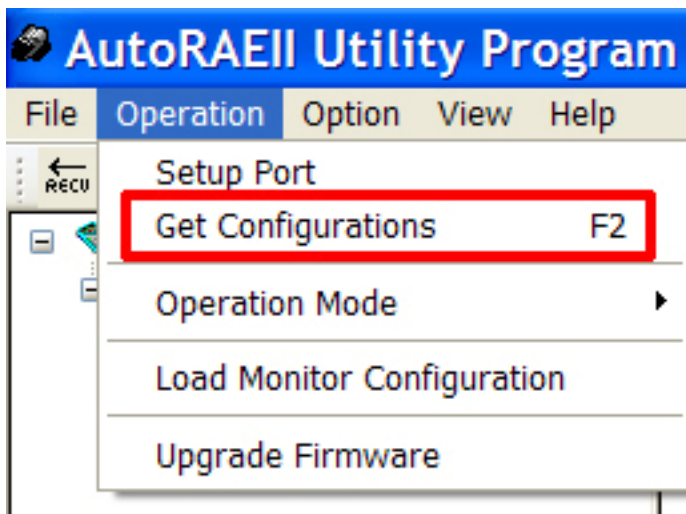 AutoRAEII Utility Program
File Operation Option View Help
RECV
Setup Port
Get Configurations F2
Operation Mode
Load Monitor Configuration
Upgrade Firmware